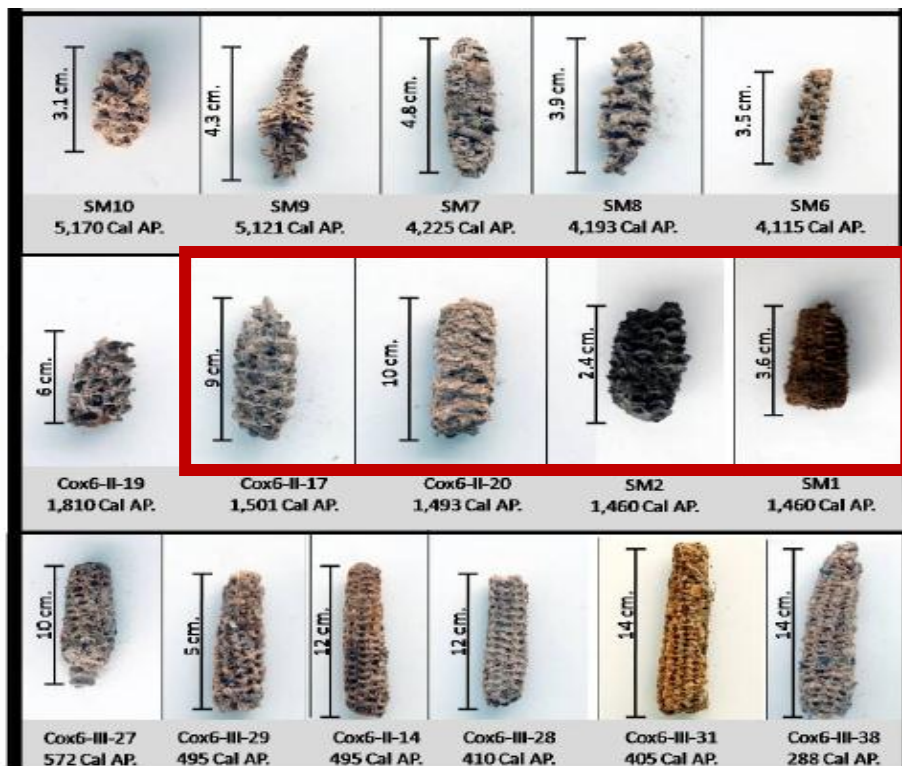 3.1 cm.
4.3 cm.
4.8 cm.
3.9 cm.
3.5 cm.
SM10
SM9
SM7
SM8
SM6
5,170 Cal AP.
5,121 Cal AP.
4,225 Cal AP.
4,193 Cal AP.
4,115 Cal AP.
6 cm.
9 cm.
10 cm.
2.4 cm.
3.6 cm.
Cox6-II-19
Cox6-II-17
Cox6-II-20
SM2
SM1
1,810 Cal AP.
1,501 Cal AP.
1,493 Cal AP.
1,460 Cal AP.
1,460 Cal AP.
10 cm.
5 cm.
12 cm.
12 cm.
14 cm.
14 cm.
Cox6-III-27
Cox6-III-29
Cox6-II-14
Cox6-III-28
Cox6-III-31
Cox6-III-38
572 Cal AP.
495 Cal AP.
495 Cal AP.
410 Cal AP.
405 Cal AP.
288 Cal AP.